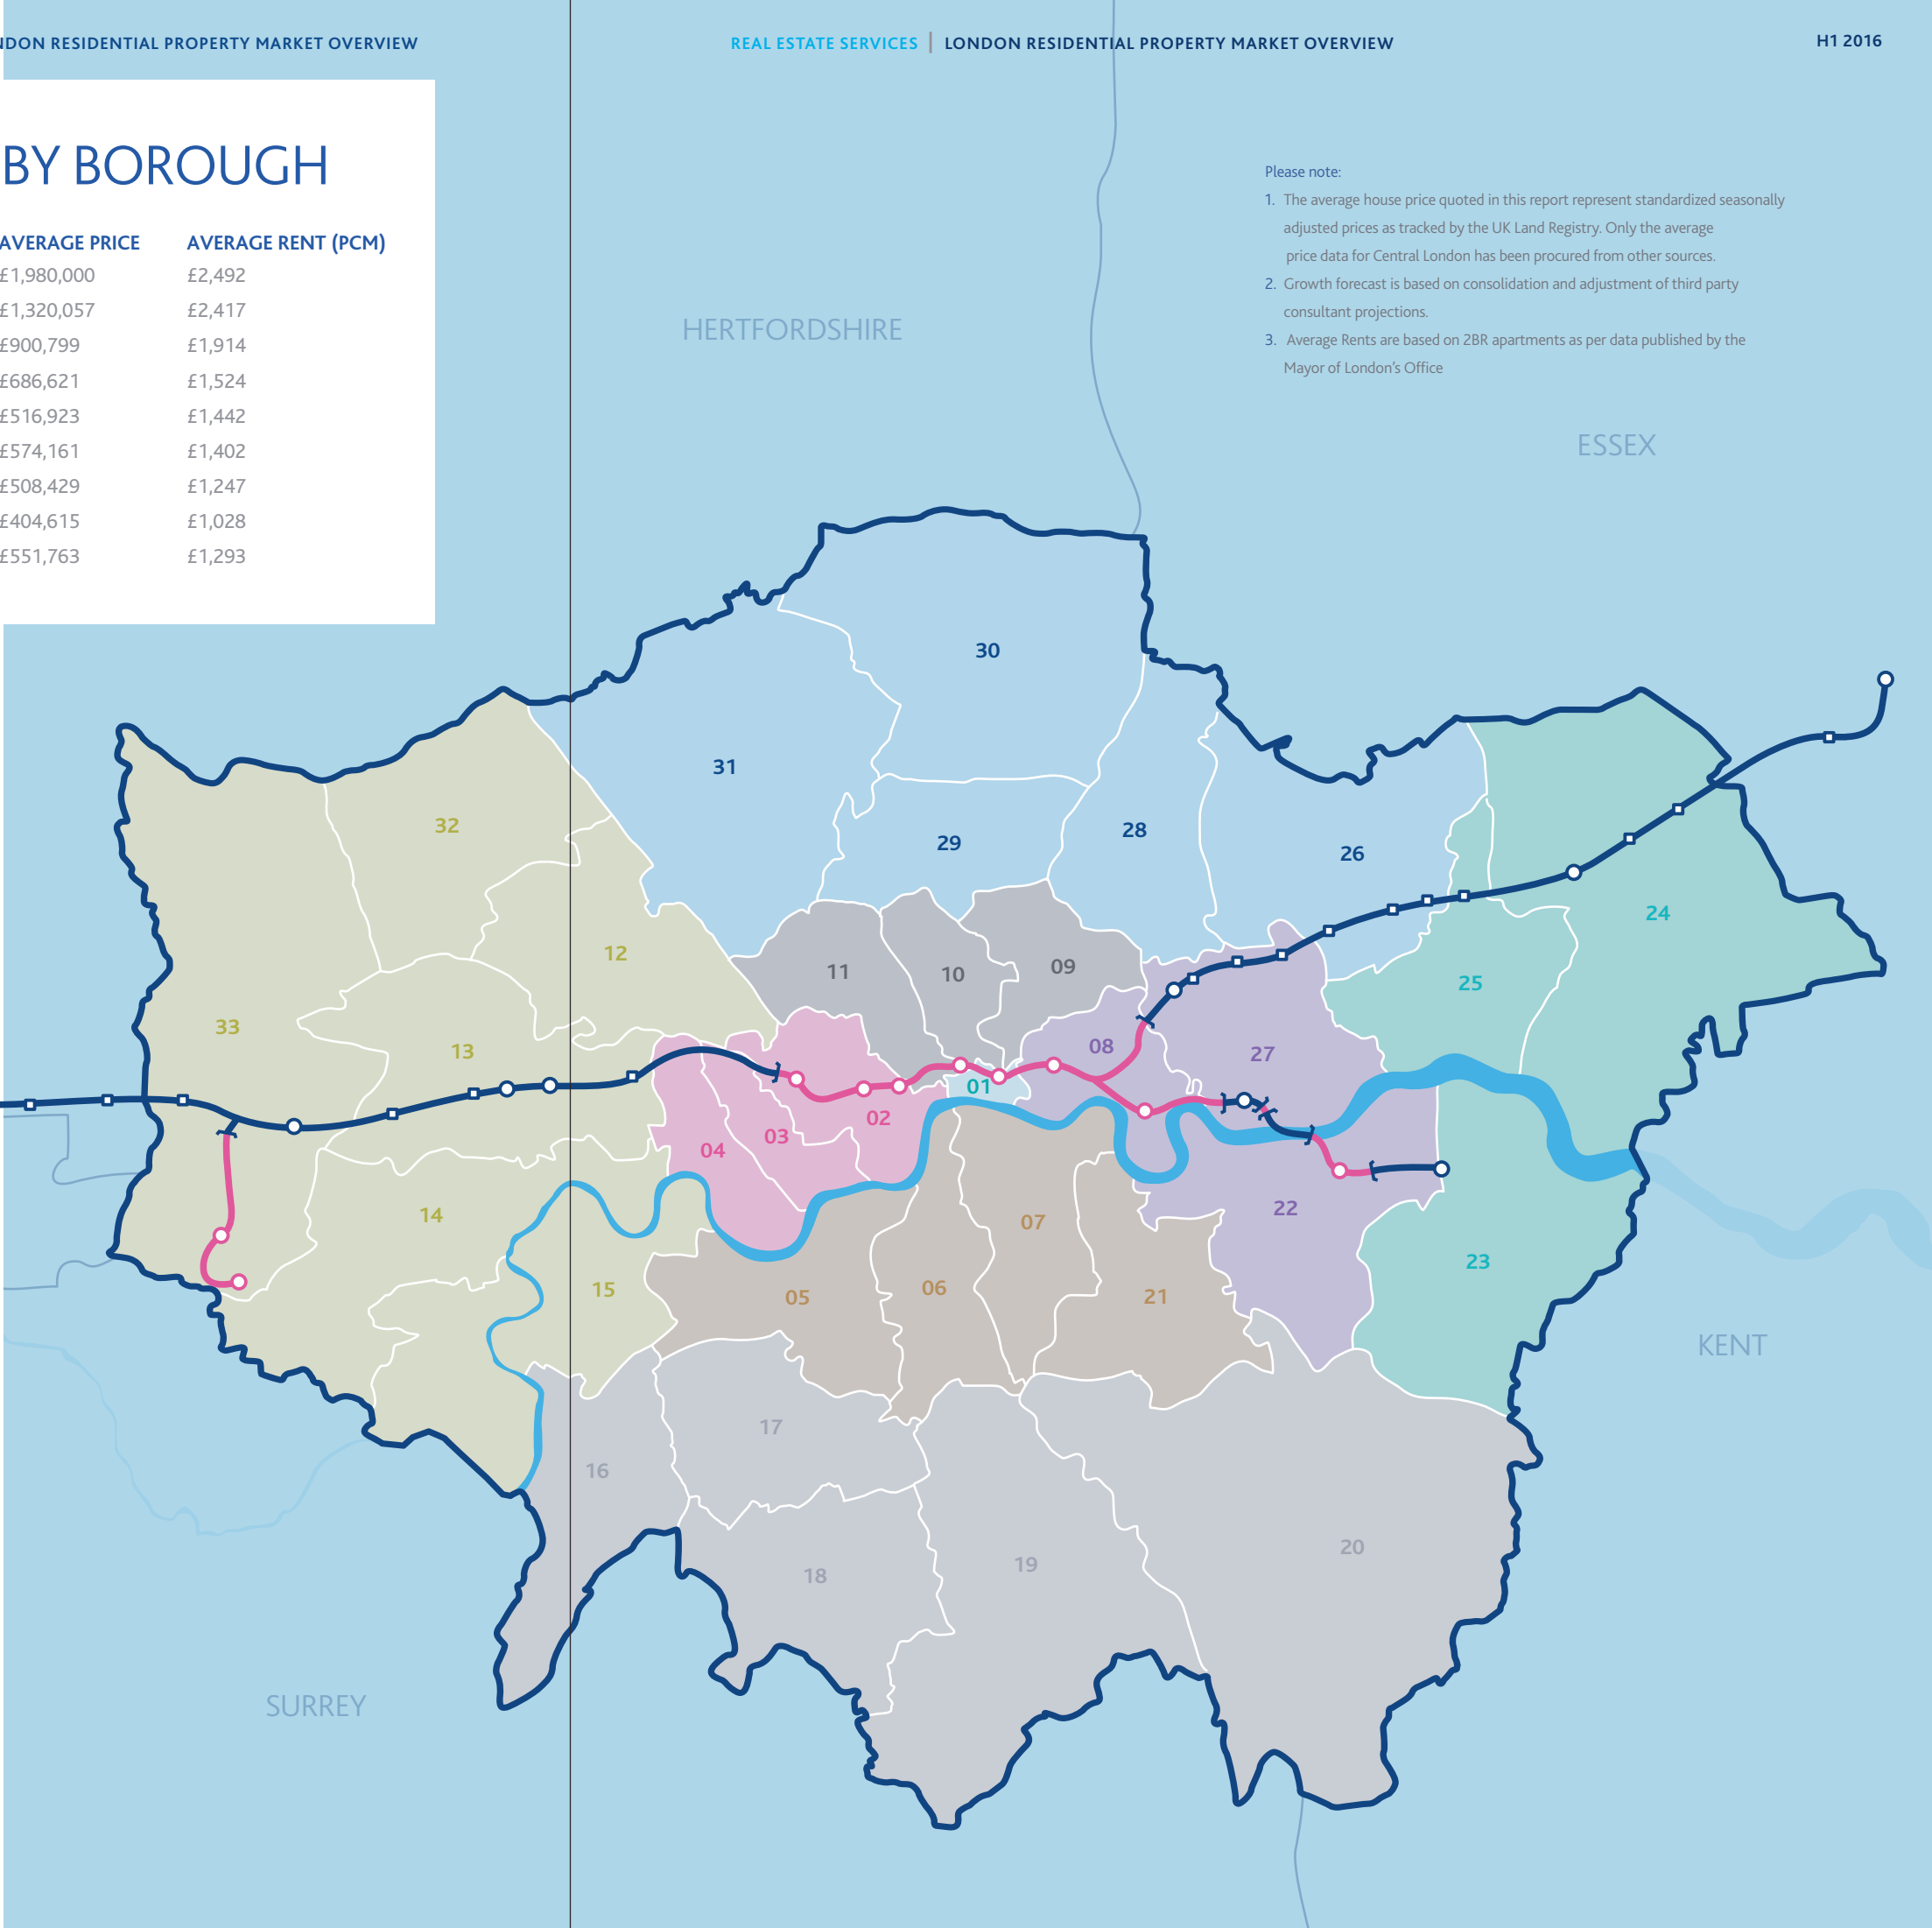 NDON RESIDENTIAL PROPERTY MARKET OVERVIEW
REAL ESTATE SERVICES | LONDON RESIDENTIAL PROPERTY MARKET OVERVIEW
H1 2016
BY BOROUGH
AVERAGE PRICE AVERAGE RENT (PCM)
£1,980,000 £2,492
£1,320,057 £2,417
£900,799 £1,914
£686,621 £1,524
£516,923 £1,442
£574,161 £1,402
£508,429 £1,247
£404,615 £1,028
£551,763 £1,293
Please note:
1. The average house price quoted in this report represent standardized seasonally
adjusted prices as tracked by the UK Land Registry. Only the average
price data for Central London has been procured from other sources.
2. Growth forecast is based on consolidation and adjustment of third party
consultant projections.
3. Average Rents are based on 2BR apartments as per data published by the
Mayor of London's Office
HERTFORDSHIRE
ESSEX
30
31
32
29
28
26
24
12
11
10
09
25
33
13
08
27
01
02
03
04
14
07
22
15
05
06
21
23
KENT
17
16
18
19
20
SURREY